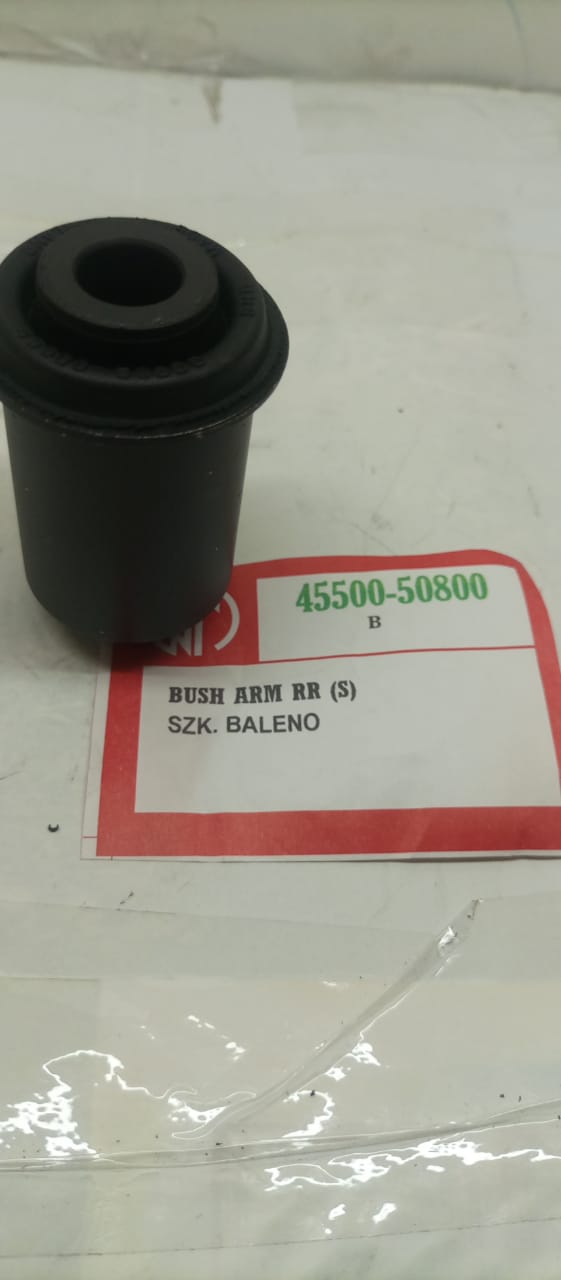 45500-50800
B
BUSH ARM RR (S)
SZK. BALENO